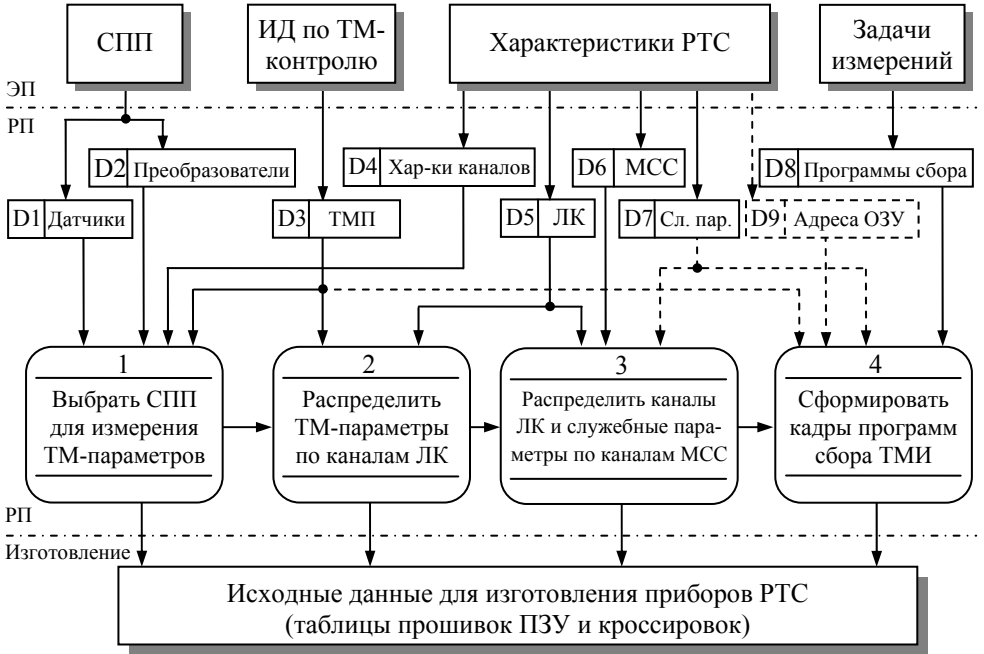 СПП
ИД по ТМ-
контролю
Характеристики РТС
Задачи
измерений
ЭП
РП
D2 Преобразователи
D4 Хар-ки каналов
D6 МСС
D8 Программы сбора
D1 Датчики
D3 ТМП
D5 ЛК
D7 Сл. пар.
D9 Адреса ОЗУ
1
Выбрать СПП
для измерения
ТМ-параметров
2
Распределить
ТМ-параметры
по каналам ЛК
3
Распределить каналы
ЛК и служебные пара-
метры по каналам МСС
4
Сформировать
кадры программ
сбора ТМИ
РП
Изготовление
Исходные данные для изготовления приборов РТС
(таблицы прошивок ПЗУ и кроссировок)